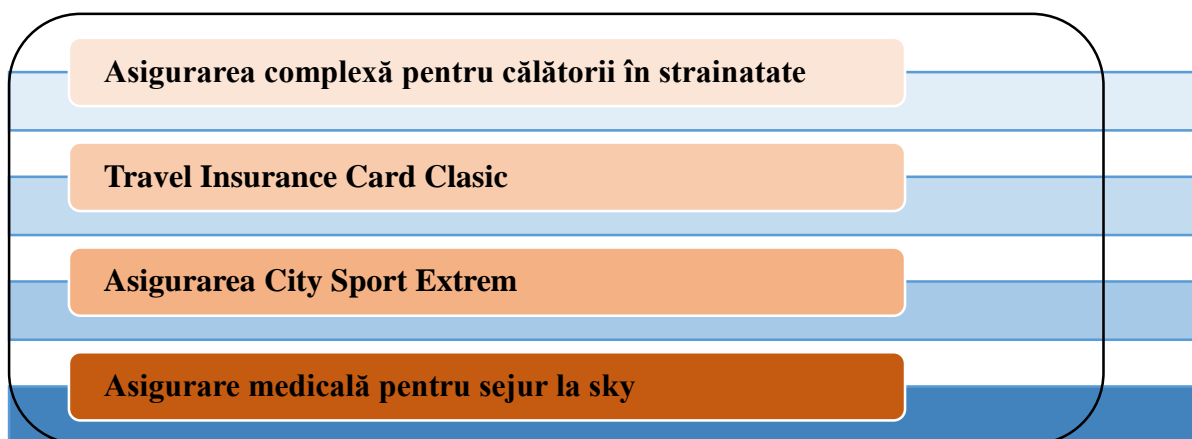 Asigurarea complexă pentru călătorii în strainatate
Travel Insurance Card Clasic
Asigurarea City Sport Extrem
Asigurare medicală pentru sejur la sky